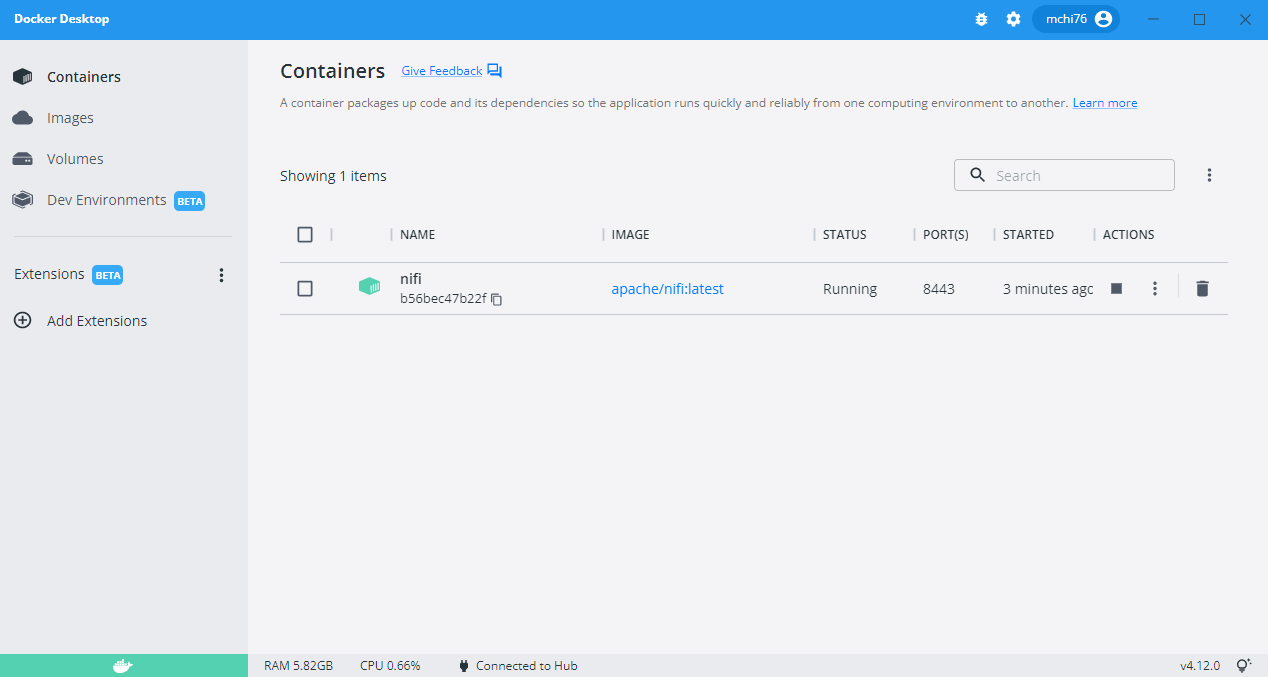 Docker Desktop
mchi76
Containers
Images
Volumes
Dev Environments BETA
Extensions BETA
Add Extensions
Containers Give Feedback
A container packages up code and its dependencies so the application runs quickly and reliably from one computing environment to another. Learn more
Showing 1 items
Search
NAME IMAGE STATUS PORT(S) STARTED ACTIONS
nifi
b56bec47b22f
apache/nifi:latest Running 8443 3 minutes ago
RAM 5.82GB CPU 0.66% Connected to Hub v4.12.0